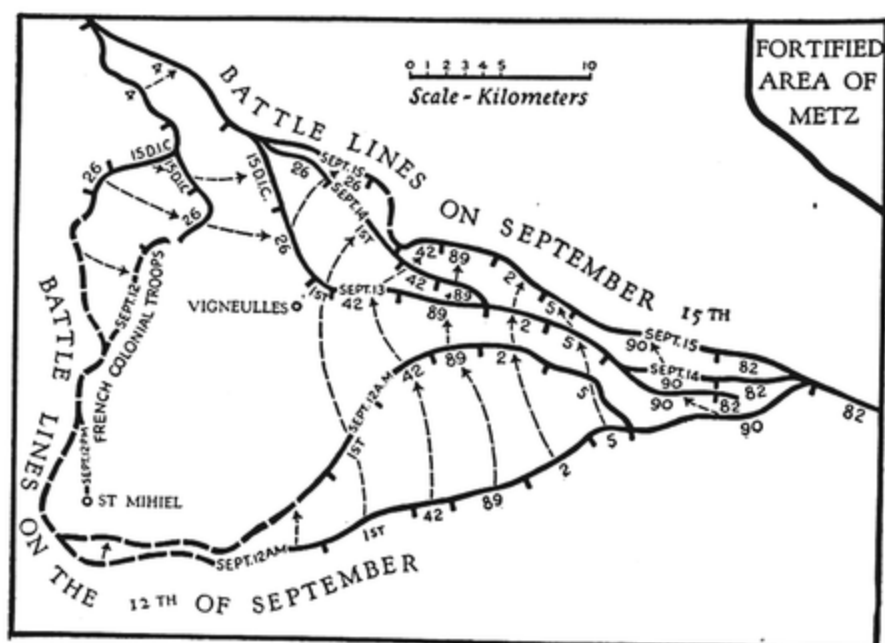 FORTIFIED
AREA OF
METZ
0 1 2 3 4 5 10
Scale - Kilometers
BATTLE LINES ON SEPTEMBER 15TH
4
4
15 D.I.C
15 D.I.C
26
26
15 D.I.C.
26
26
SEPT. 15
26
SEPT. 14
1ST
42
89
2
5
SEPT. 15
90
82
42
89
SEPT. 14
90
82
1ST
SEPT. 13
42
89
2
5
90
82
82
90
VIGNEULLES
SEPT. 12
FRENCH COLONIAL TROOPS
SEPT. 12 PM
ST MIHIEL
SEPT. 12 A.M
1ST
42
89
2
5
SEPT. 12 AM
1ST
42
89
2
5
BATTLE LINES ON THE 12TH OF SEPTEMBER